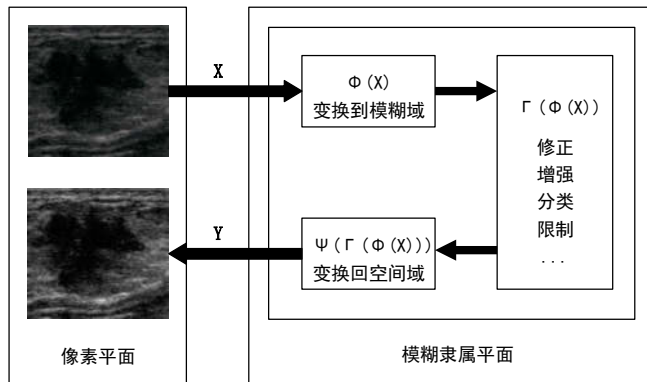 X
Φ(X)
变换到模糊域
Γ(Φ(X))
修正
增强
分类
限制
...
Y
Ψ(Γ(Φ(X)))
变换回空间域
像素平面
模糊隶属平面